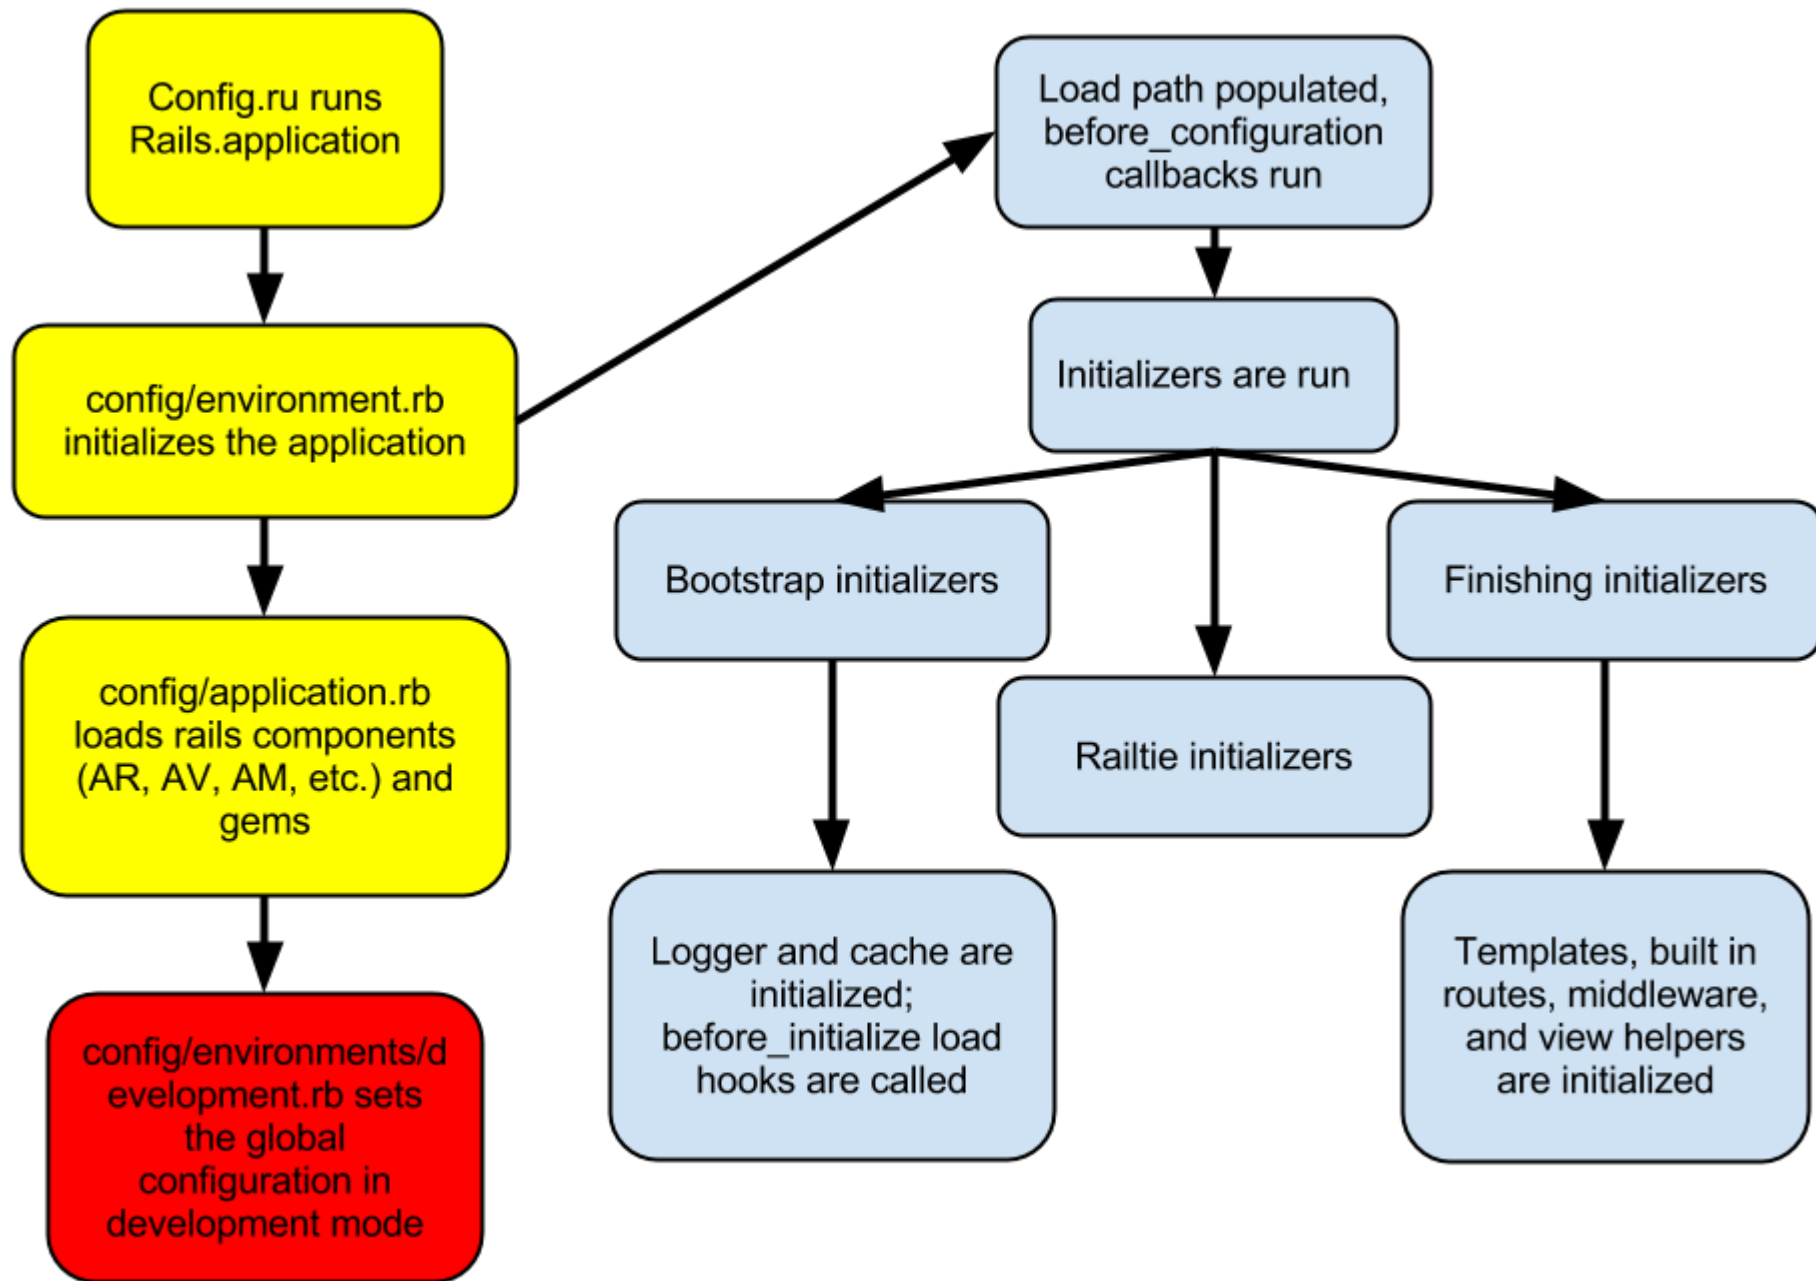 Config.ru runs
Rails.application
config/environment.rb
initializes the application
config/application.rb
loads rails components
(AR, AV, AM, etc.) and
gems
config/environments/d
evelopment.rb sets
the global
configuration in
development mode
Load path populated,
before_configuration
callbacks run
Initializers are run
Bootstrap initializers
Railtie initializers
Finishing initializers
Logger and cache are
initialized;
before_initialize load
hooks are called
Templates, built in
routes, middleware,
and view helpers
are initialized